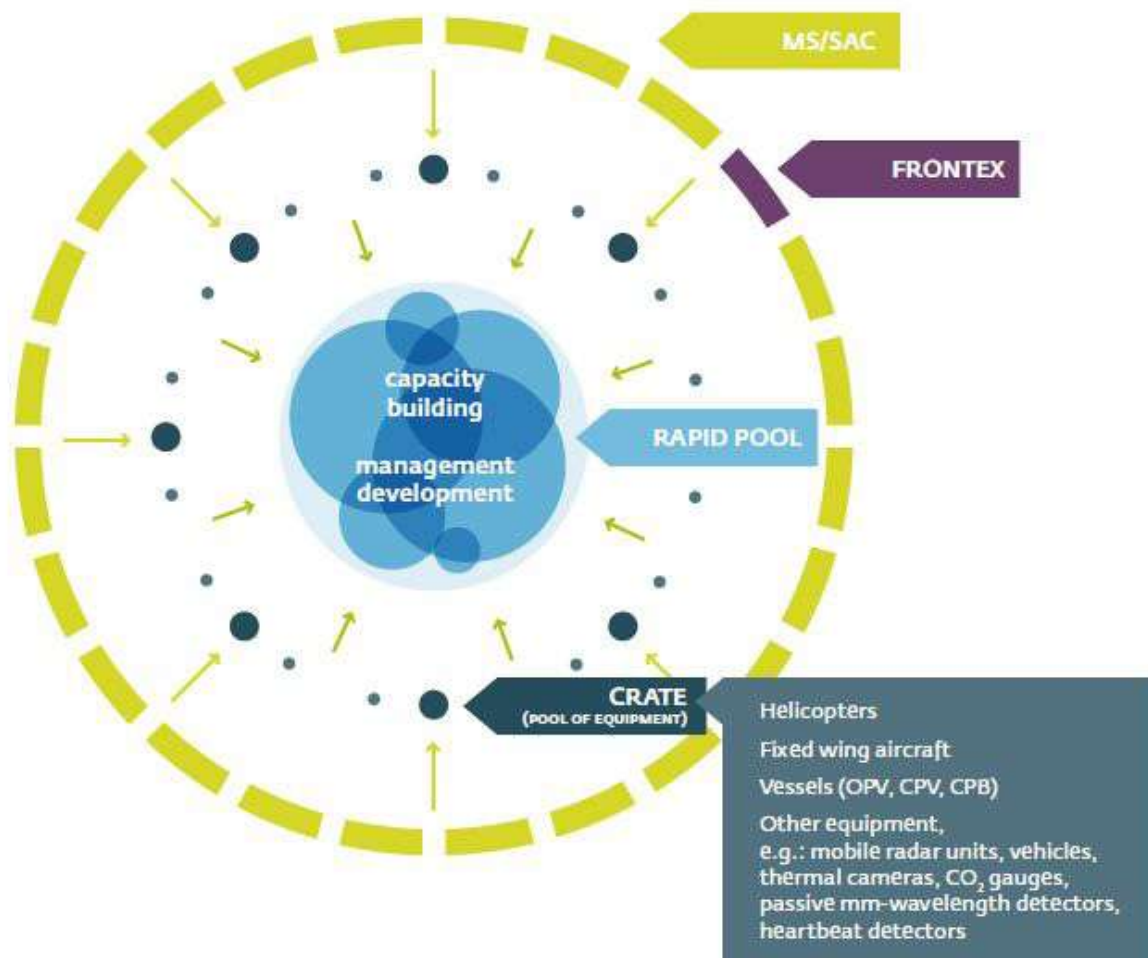 MS/SAC
FRONTEX
capacity
building
RAPID POOL
management
development
CRATE
(POOL OF EQUIPMENT)
Helicopters
Fixed wing aircraft
Vessels (OPV, CPV, CPB)
Other equipment,
e.g.: mobile radar units, vehicles,
thermal cameras, CO₂ gauges,
passive mm-wavelength detectors,
heartbeat detectors